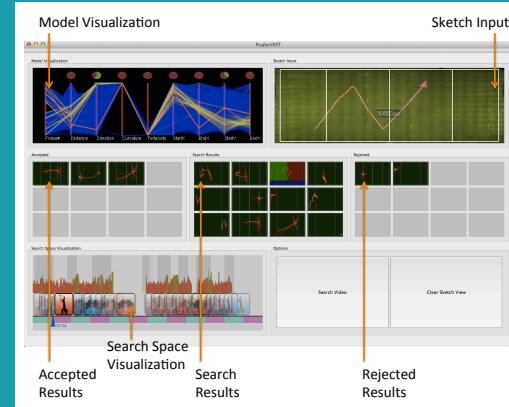 Model Visualization
Sketch Input
RugbyVAST
Model Visualization
Sketch Input
Frame# Distance Direction Curvature Tortuosity StartX EndX StartY EndY
Accepted
Search Results
Rejected
Search Space Visualization
Options
Search Video
Clear Sketch View
Search Space
Visualization
Accepted
Results
Search
Results
Rejected
Results